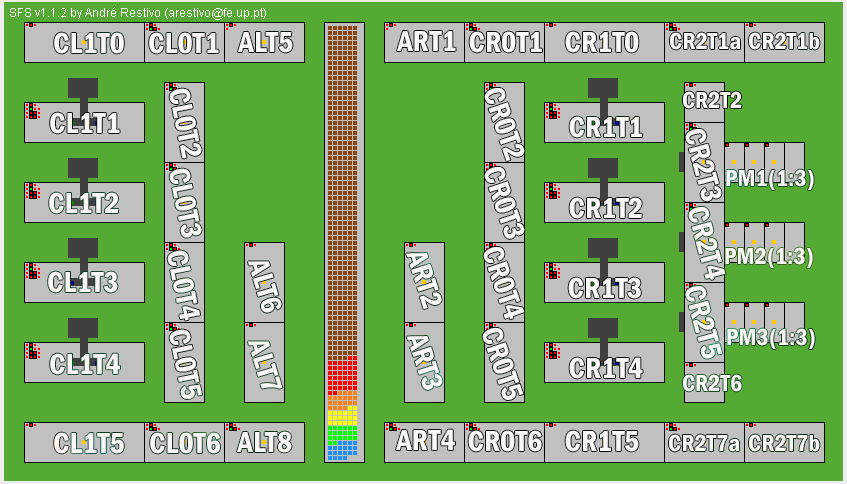 SFS v1.1.2 by André Restivo (arestivo@fe.up.pt)
CL1T0 CL0T1 ALT5 ART1 CR0T1 CR1T0 CR2T1a CR2T1b
CL1T1 CL0T2 CR0T2 CR1T1 CR2T2
CR2T3 PM1(1:3)
CL1T2 CL0T3 CR0T3 CR1T2
CR2T4 PM2(1:3)
CL1T3 CL0T4 ALT6 ART2 CR0T4 CR1T3
CR2T5 PM3(1:3)
CL1T4 CL0T5 ALT7 ART3 CR0T5 CR1T4 CR2T6
CL1T5 CL0T6 ALT8 ART4 CR0T6 CR1T5 CR2T7a CR2T7b